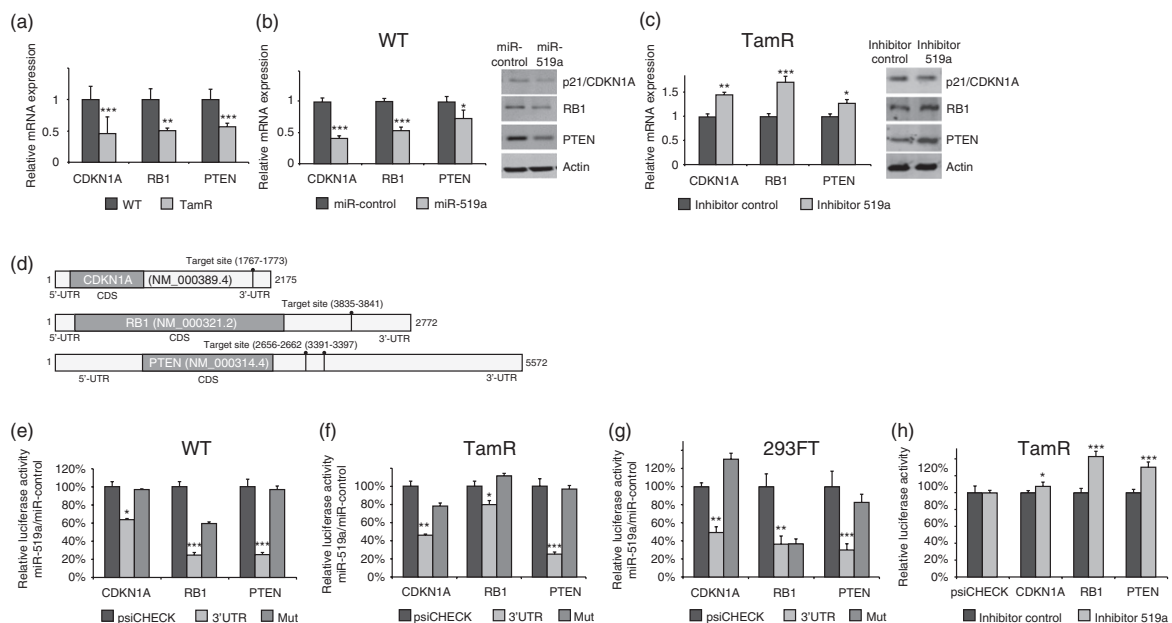 (a)
Relative mRNA expression
1
0.5
0
***
**
***
CDKN1A RB1 PTEN
WT TamR
(b)
WT
Relative mRNA expression
1
0.5
0
***
***
*
CDKN1A RB1 PTEN
miR-control miR-519a
miR-control
miR-519a
p21/CDKN1A
RB1
PTEN
Actin
(c)
TamR
Relative mRNA expression
1.5
1
0.5
0
**
***
*
CDKN1A RB1 PTEN
Inhibitor control Inhibitor 519a
Inhibitor control
Inhibitor 519a
p21/CDKN1A
RB1
PTEN
Actin
(d)
Target site (1767-1773)
1 CDKN1A (NM_000389.4) 2175
5'-UTR CDS 3'-UTR
Target site (3835-3841)
1 RB1 (NM_000321.2) 2772
5'-UTR CDS 3'-UTR
Target site (2656-2662 (3391-3397)
1 PTEN (NM_000314.4) 5572
5'-UTR CDS 3'-UTR
(e)
WT
Relative luciferase activity
miR-519a/miR-control
120%
100%
80%
60%
40%
20%
0%
*
***
***
CDKN1A RB1 PTEN
psiCHECK 3'UTR Mut
(f)
TamR
Relative luciferase activity
miR-519a/miR-control
120%
100%
80%
60%
40%
20%
0%
**
*
***
CDKN1A RB1 PTEN
psiCHECK 3'UTR Mut
(g)
293FT
Relative luciferase activity
miR-519a/miR-control
120%
100%
80%
60%
40%
20%
0%
**
**
***
CDKN1A RB1 PTEN
psiCHECK 3'UTR Mut
(h)
TamR
Relative luciferase activity
140%
120%
100%
80%
60%
40%
20%
0%
*
***
***
psiCHECK CDKN1A RB1 PTEN
Inhibitor control Inhibitor 519a